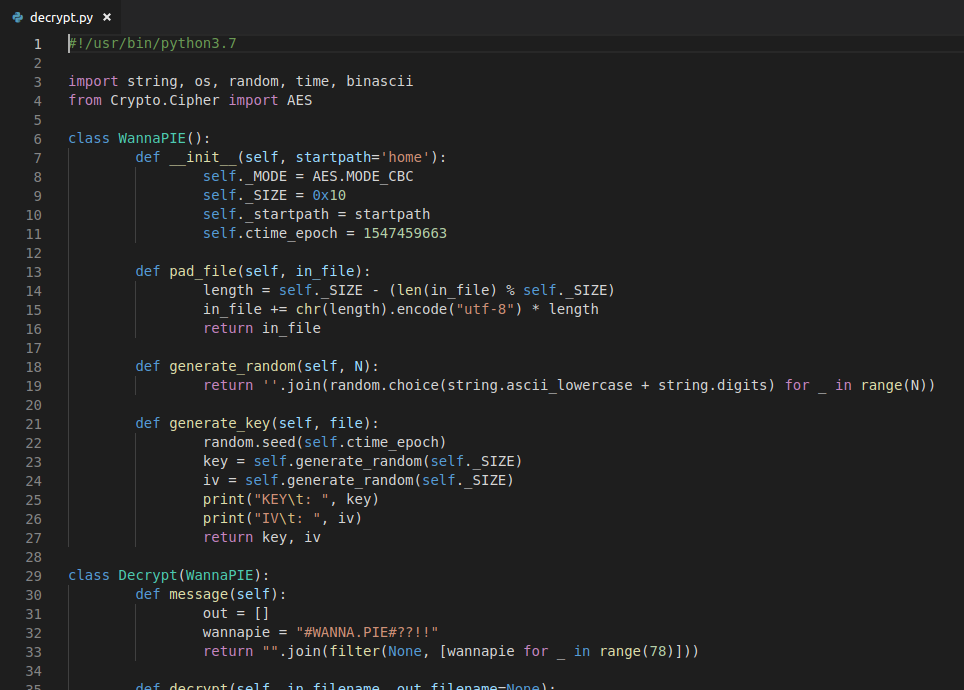 decrypt.py ×
1 #!/usr/bin/python3.7
2
3 import string, os, random, time, binascii
4 from Crypto.Cipher import AES
5
6 class WannaPIE():
7 def __init__(self, startpath='home'):
8 self._MODE = AES.MODE_CBC
9 self._SIZE = 0x10
10 self._startpath = startpath
11 self.ctime_epoch = 1547459663
12
13 def pad_file(self, in_file):
14 length = self._SIZE - (len(in_file) % self._SIZE)
15 in_file += chr(length).encode("utf-8") * length
16 return in_file
17
18 def generate_random(self, N):
19 return ''.join(random.choice(string.ascii_lowercase + string.digits) for _ in range(N))
20
21 def generate_key(self, file):
22 random.seed(self.ctime_epoch)
23 key = self.generate_random(self._SIZE)
24 iv = self.generate_random(self._SIZE)
25 print("KEY\t: ", key)
26 print("IV\t: ", iv)
27 return key, iv
28
29 class Decrypt(WannaPIE):
30 def message(self):
31 out = []
32 wannapie = "#WANNA.PIE#??!!"
33 return "".join(filter(None, [wannapie for _ in range(78)]))
34
35 def decrypt(self, in_filename, out_filename=None):